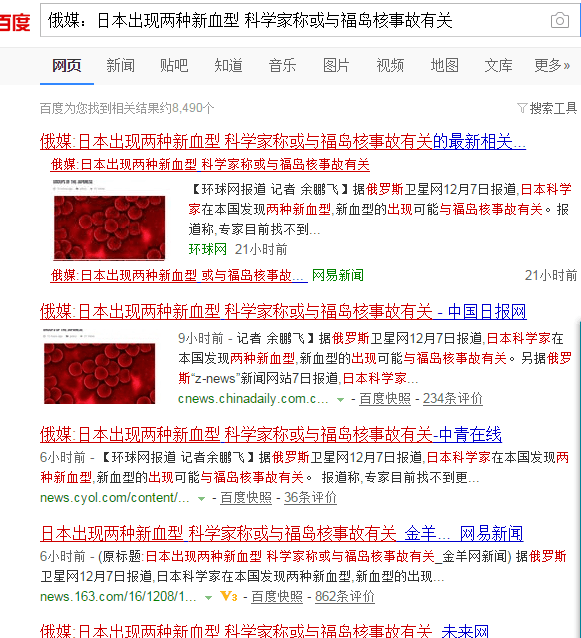 百度
俄媒：日本出现两种新血型 科学家称或与福岛核事故有关
网页 新闻 贴吧 知道 音乐 图片 视频 地图 文库 更多»
百度为您找到相关结果约8,490个 搜索工具
俄媒:日本出现两种新血型 科学家称或与福岛核事故有关的最新相关...
俄媒:日本出现两种新血型 科学家称或与福岛核事故有关
【环球网报道 记者 余鹏飞】据俄罗斯卫星网12月7日报道,日本科学
家在本国发现两种新血型,新血型的出现可能与福岛核事故有关。报
道称,专家目前找不到...
环球网 21小时前
俄媒:日本出现两种新血型 或与福岛核事故... 网易新闻 21小时前
俄媒:日本出现两种新血型 科学家称或与福岛核事故有关 - 中国日报网
9小时前 - 记者 余鹏飞】据俄罗斯卫星网12月7日报道,日本科学家在
本国发现两种新血型,新血型的出现可能与福岛核事故有关。另据俄罗
斯“z-news”新闻网站7日报道,日本科学家...
cnews.chinadaily.com.c... - 百度快照 - 234条评价
俄媒:日本出现两种新血型 科学家称或与福岛核事故有关-中青在线
6小时前 - 【环球网报道 记者余鹏飞】据俄罗斯卫星网12月7日报道,日本科学家在本国发现两
种新血型,新血型的出现可能与福岛核事故有关。 报道称,专家目前找不到更...
news.cyol.com/content/... - 百度快照 - 36条评价
日本出现两种新血型 科学家称或与福岛核事故有关_金羊..._网易新闻
6小时前 - (原标题:日本出现两种新血型 科学家称或与福岛核事故有关_金羊网新闻) 据俄罗斯
卫星网12月7日报道,日本科学家在本国发现两种新血型,新血型的出现...
news.163.com/16/1208/1... V3 - 百度快照 - 862条评价
俄媒:日本出现两种新血型 科学家称或与福岛核事故有关_未来网